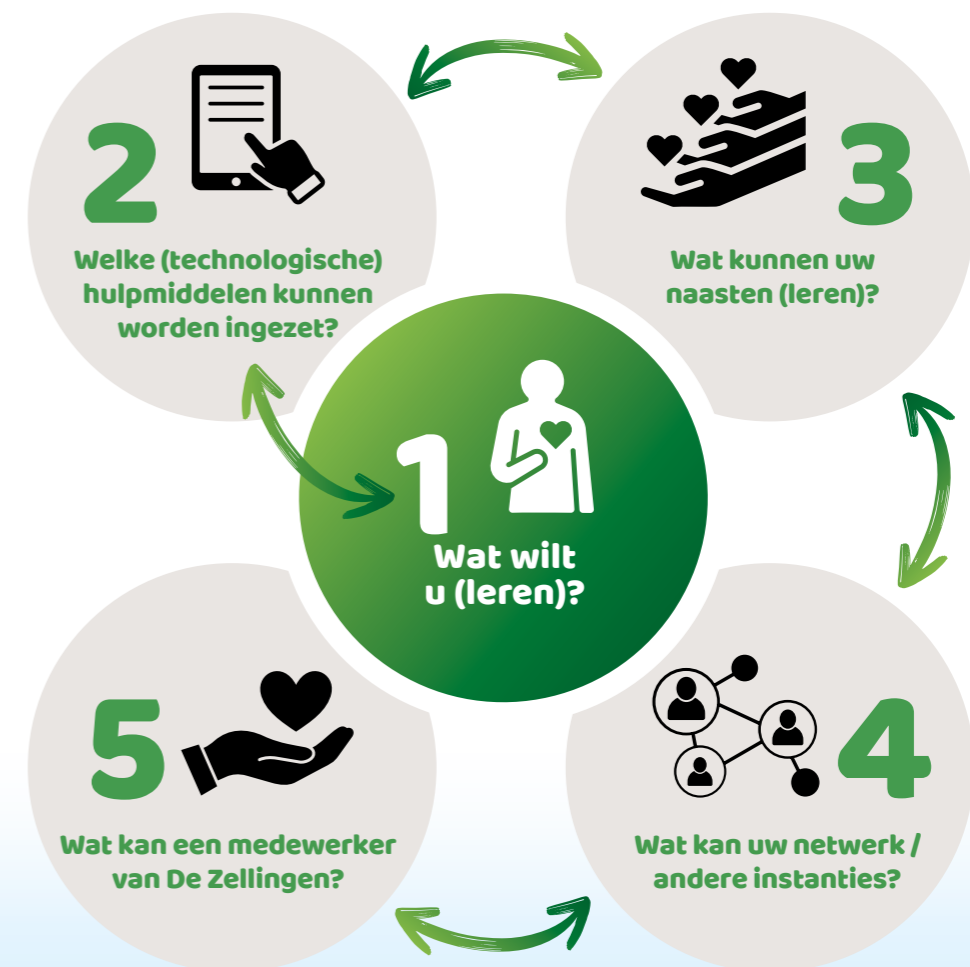 1
Wat wilt
u (leren)?
2
Welke (technologische)
hulpmiddelen kunnen
worden ingezet?
3
Wat kunnen uw
naasten (leren)?
4
Wat kan uw netwerk /
andere instanties?
5
Wat kan een medewerker
van De Zellingen?